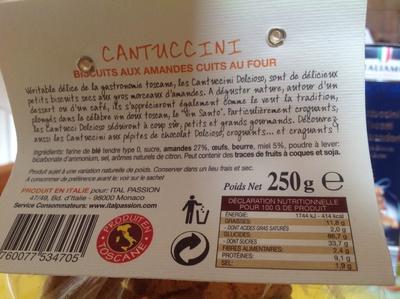 CANTUCCINI
BISCUITS AUX AMANDES CUITS AU FOUR
Véritable délice de la gastronomie toscane, les Cantuccini Dolcioso, sont de délicieux
petits biscuits secs aux gros morceaux d'amandes. A déguster nature, autour d'un
dessert ou d'un café, ils s'apprécieront également comme le veut la tradition,
plongés dans le célèbre vin doux toscan, le "Vin Santo". Particulièrement croquants,
les Cantucci Dolcioso plairont à coup sûr, petits et grands gourmands. Découvrez
aussi les Cantuccini aux pépites de chocolat Dolcioso, croquants... et craquants !
Ingrédients: farine de blé tendre type 0, sucre, amandes 27%, œufs, beurre, miel 5%, poudre à lever:
bicarbonate d'ammonium, sel, arômes naturels de citron. Peut contenir des traces de fruits à coques et soja.
Produit sujet à une variation naturelle de poids. Conserver dans un lieu frais et sec.
A consommer de préférence avant le: voir sur le sachet
PRODUIT EN ITALIE pour: ITAL PASSION
47/49, Bd. d'Italie - 98000 Monaco
Service Consommateurs: www.italpassion.com
Poids Net 250g e
PRODUIT EN
TOSCANE
760077 534705
DÉCLARATION NUTRITIONNELLE
POUR 100 G DE PRODUIT
ENERGIE: 1744 kJ - 414 kcal
GRAISSES: 11,8 g
- DONT ACIDES GRAS SATURÉS 2,0 g
GLUCIDES: 66,7 g
- DONT SUCRES 33,7 g
FIBRES ALIMENTAIRES: 2,4 g
PROTÉINES: 9,1 g
SEL: 1,9 g